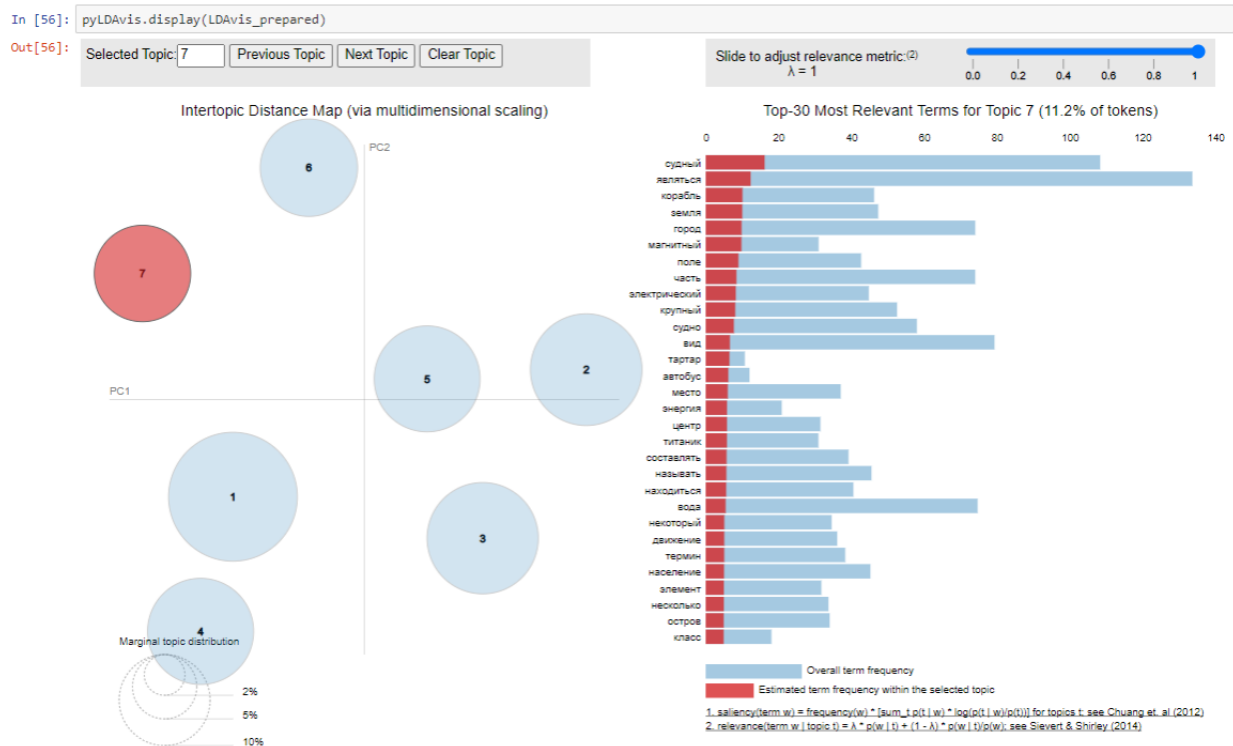 In [56]: pyLDAvis.display(LDAvis_prepared)
Out[56]:
Selected Topic: 7 Previous Topic Next Topic Clear Topic
Slide to adjust relevance metric:(2)
λ = 1
0.0 0.2 0.4 0.6 0.8 1
Intertopic Distance Map (via multidimensional scaling)
PC2
PC1
6
7
5
2
1
3
4
Marginal topic distribution
2%
5%
10%
Top-30 Most Relevant Terms for Topic 7 (11.2% of tokens)
0 20 40 60 80 100 120 140
судный
являться
корабль
земля
город
магнитный
поле
часть
электрический
крупный
судно
вид
тартар
автобус
место
энергия
центр
титаник
составлять
называть
находиться
вода
некоторый
движение
термин
население
элемент
несколько
остров
класс
Overall term frequency
Estimated term frequency within the selected topic
1. saliency(term w) = frequency(w) * [sum_t p(t | w) * log(p(t | w)/p(t))] for topics t; see Chuang et. al (2012)
2. relevance(term w | topic t) = λ * p(w | t) + (1 - λ) * p(w | t)/p(w); see Sievert & Shirley (2014)